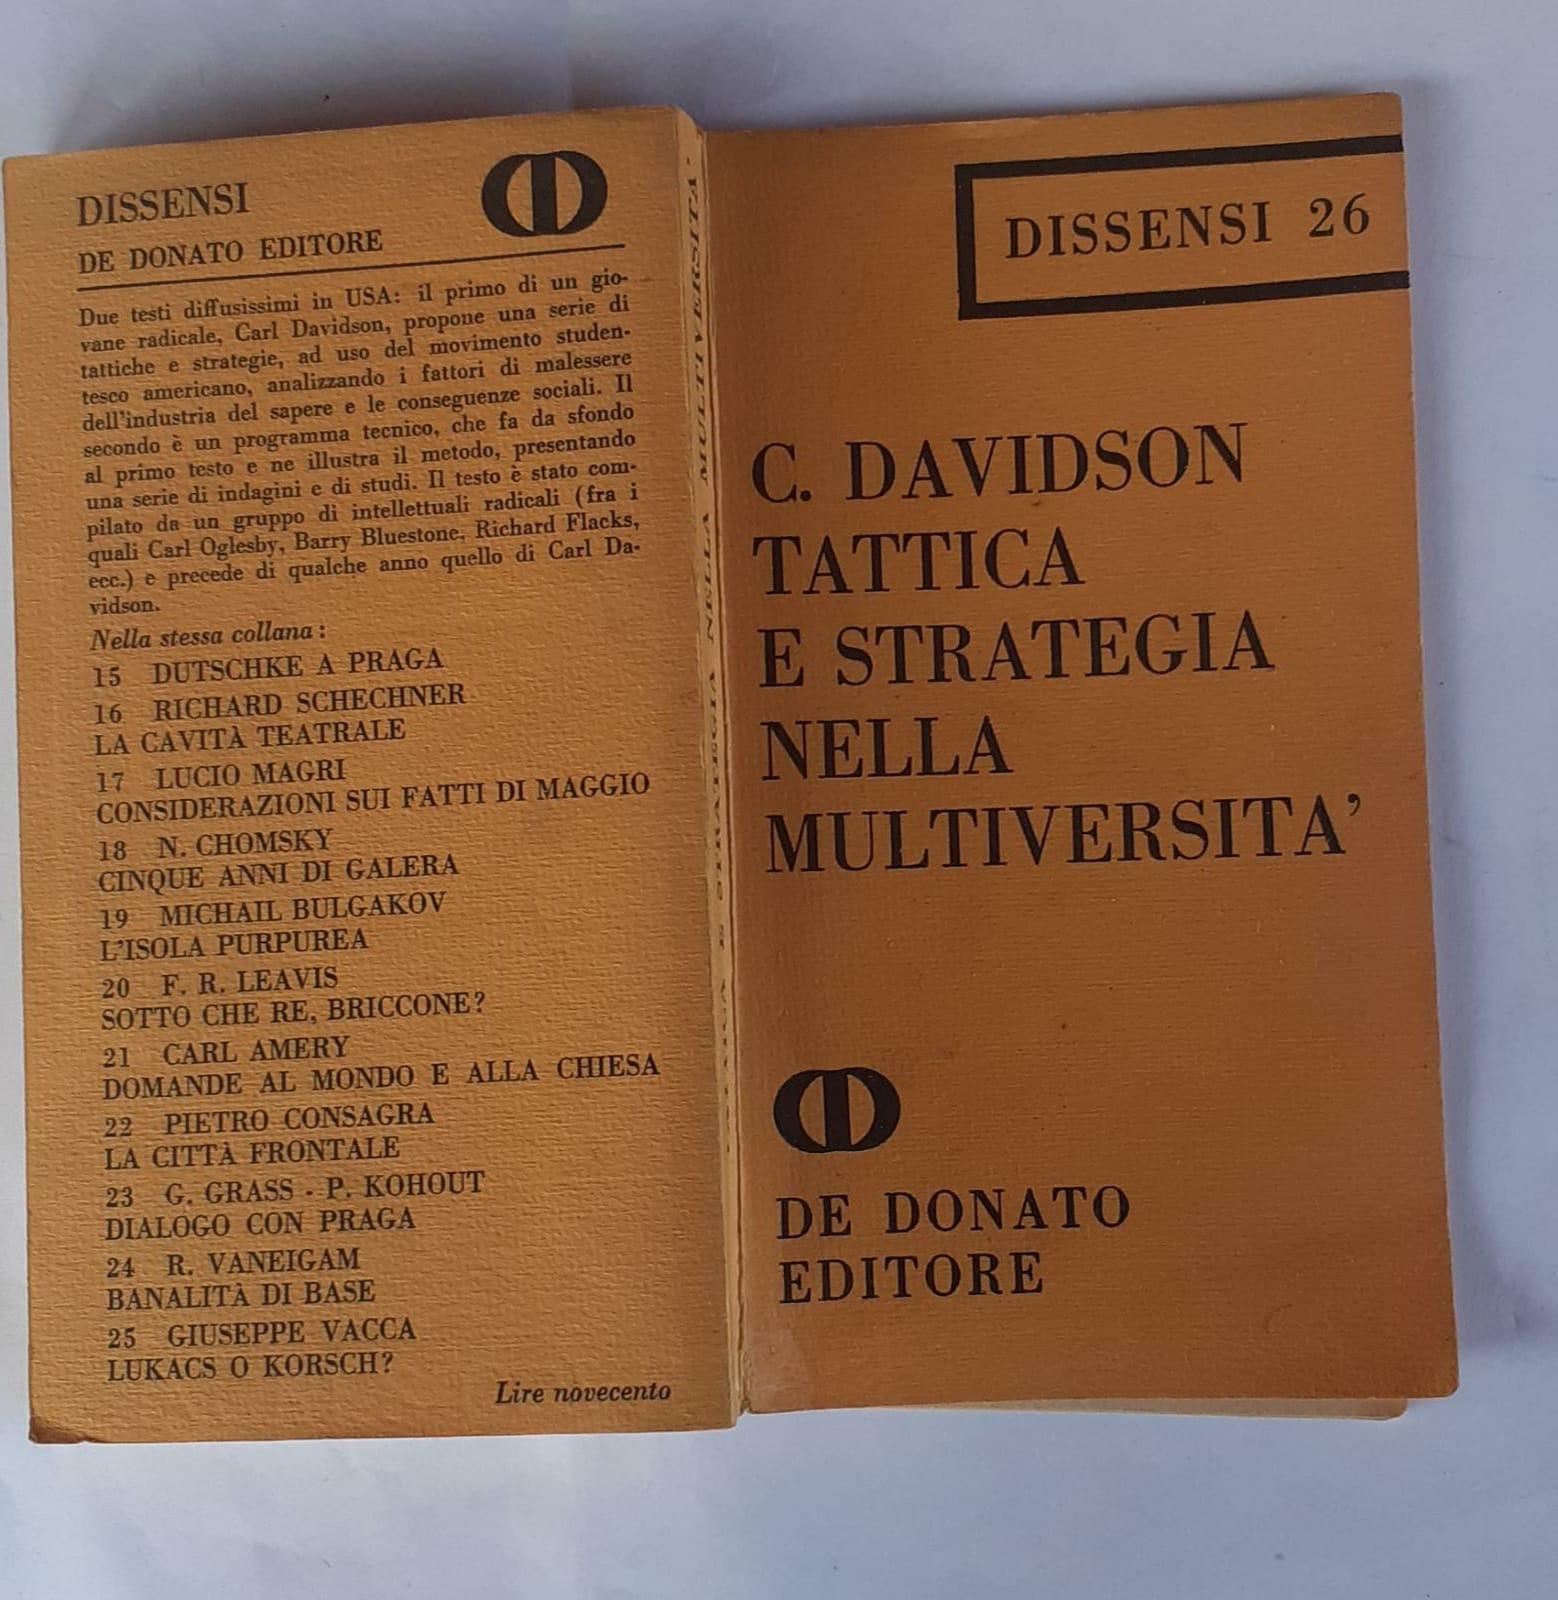 DISSENSI
DE DONATO EDITORE
Due testi diffusissimi in USA: il primo di un gio-
vane radicale, Carl Davidson, propone una serie di
tattiche e strategie, ad uso del movimento studen-
tesco americano, analizzando i fattori di malessere
dell'industria del sapere e le conseguenze sociali. Il
secondo è un programma tecnico, che fa da sfondo
al primo testo e ne illustra il metodo, presentando
una serie di indagini e di studi. Il testo è stato com-
pilato da un gruppo di intellettuali radicali (fra i
quali Carl Oglesby, Barry Bluestone, Richard Flacks,
ecc.) e precede di qualche anno quello di Carl Da-
vidson.
Nella stessa collana:
15 DUTSCHKE A PRAGA
16 RICHARD SCHECHNER
LA CAVITÀ TEATRALE
17 LUCIO MAGRI
CONSIDERAZIONI SUI FATTI DI MAGGIO
18 N. CHOMSKY
CINQUE ANNI DI GALERA
19 MICHAIL BULGAKOV
L'ISOLA PURPUREA
20 F. R. LEAVIS
SOTTO CHE RE, BRICCONE?
21 CARL AMERY
DOMANDE AL MONDO E ALLA CHIESA
22 PIETRO CONSAGRA
LA CITTÀ FRONTALE
23 G. GRASS - P. KOHOUT
DIALOGO CON PRAGA
24 R. VANEIGAM
BANALITÀ DI BASE
25 GIUSEPPE VACCA
LUKACS O KORSCH?
Lire novecento
TATTICA E STRATEGIA NELLA MULTIVERSITA'
DISSENSI 26
C. DAVIDSON
TATTICA
E STRATEGIA
NELLA
MULTIVERSITA'
DE DONATO
EDITORE